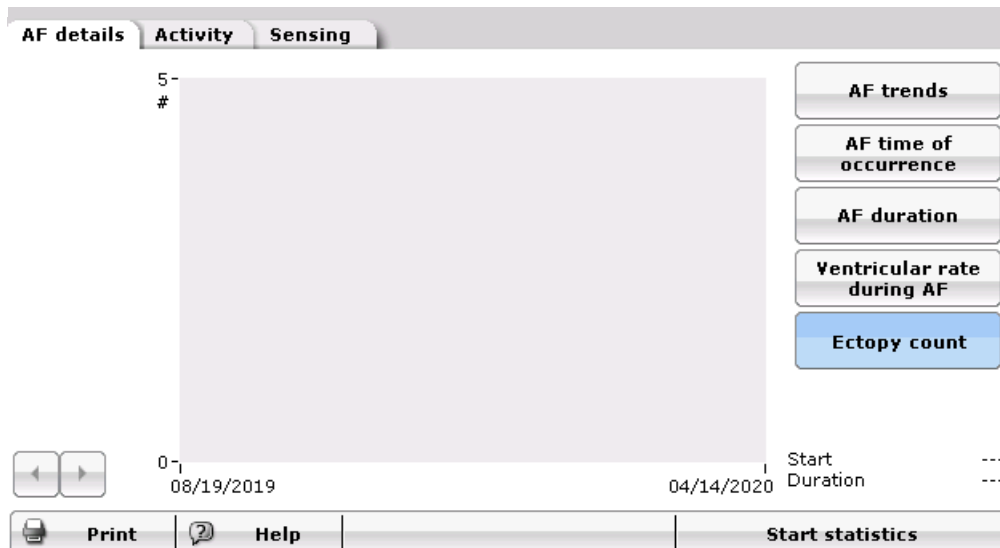 AF details Activity Sensing
5
#
0
08/19/2019 04/14/2020
AF trends
AF time of
occurrence
AF duration
Ventricular rate
during AF
Ectopy count
Start ---
Duration ---
Print Help Start statistics